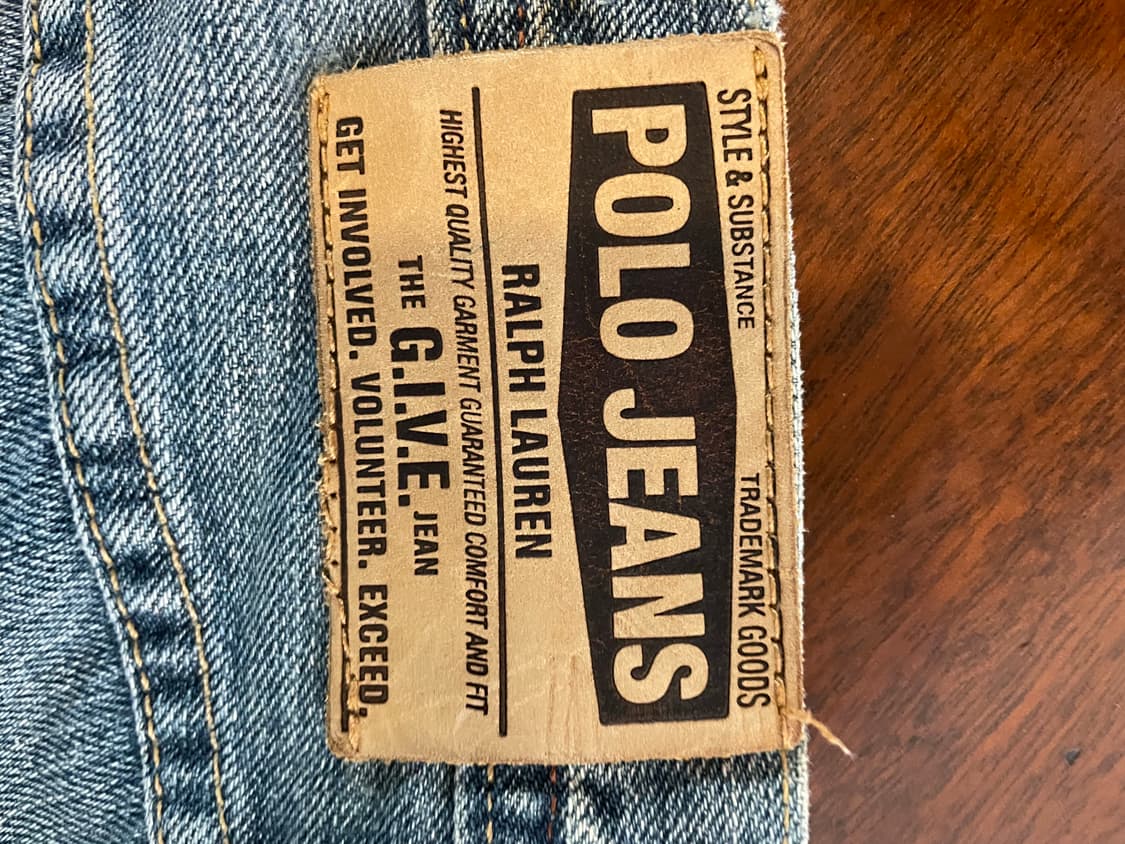 STYLE & SUBSTANCE TRADEMARK GOODS
POLO JEANS
RALPH LAUREN
HIGHEST QUALITY GARMENT GUARANTEED COMFORT AND FIT
THE G.I.V.E. JEAN
GET INVOLVED. VOLUNTEER. EXCEED.